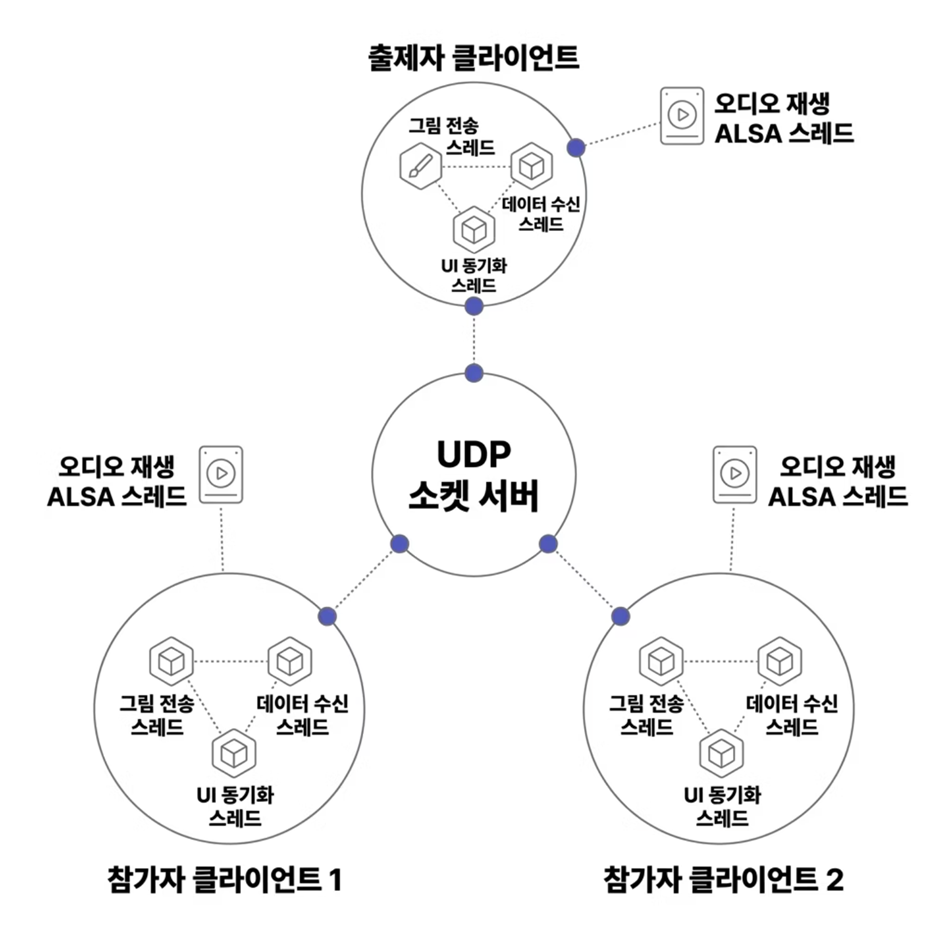 출제자 클라이언트
오디오 재생
ALSA 스레드
그림 전송
스레드
데이터 수신
스레드
UI 동기화
스레드
UDP
소켓 서버
오디오 재생
ALSA 스레드
오디오 재생
ALSA 스레드
그림 전송
스레드
데이터 수신
스레드
UI 동기화
스레드
참가자 클라이언트 1
그림 전송
스레드
데이터 수신
스레드
UI 동기화
스레드
참가자 클라이언트 2